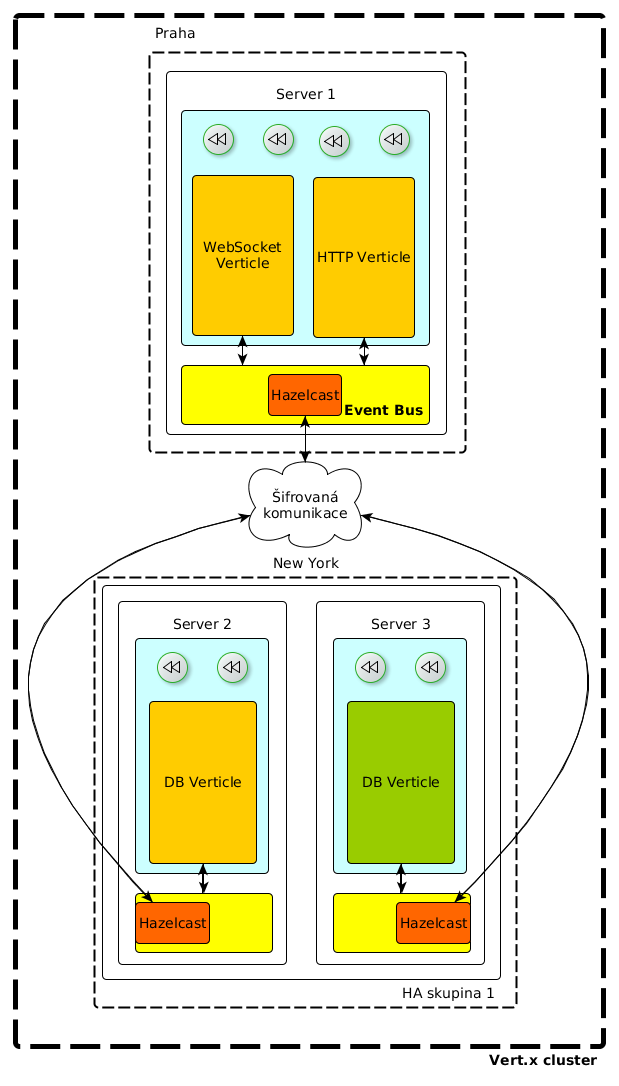 Praha
Server 1
WebSocket
Verticle
HTTP Verticle
Hazelcast
Event Bus
Šifrovaná
komunikace
New York
Server 2
Server 3
DB Verticle
DB Verticle
Hazelcast
Hazelcast
HA skupina 1
Vert.x cluster